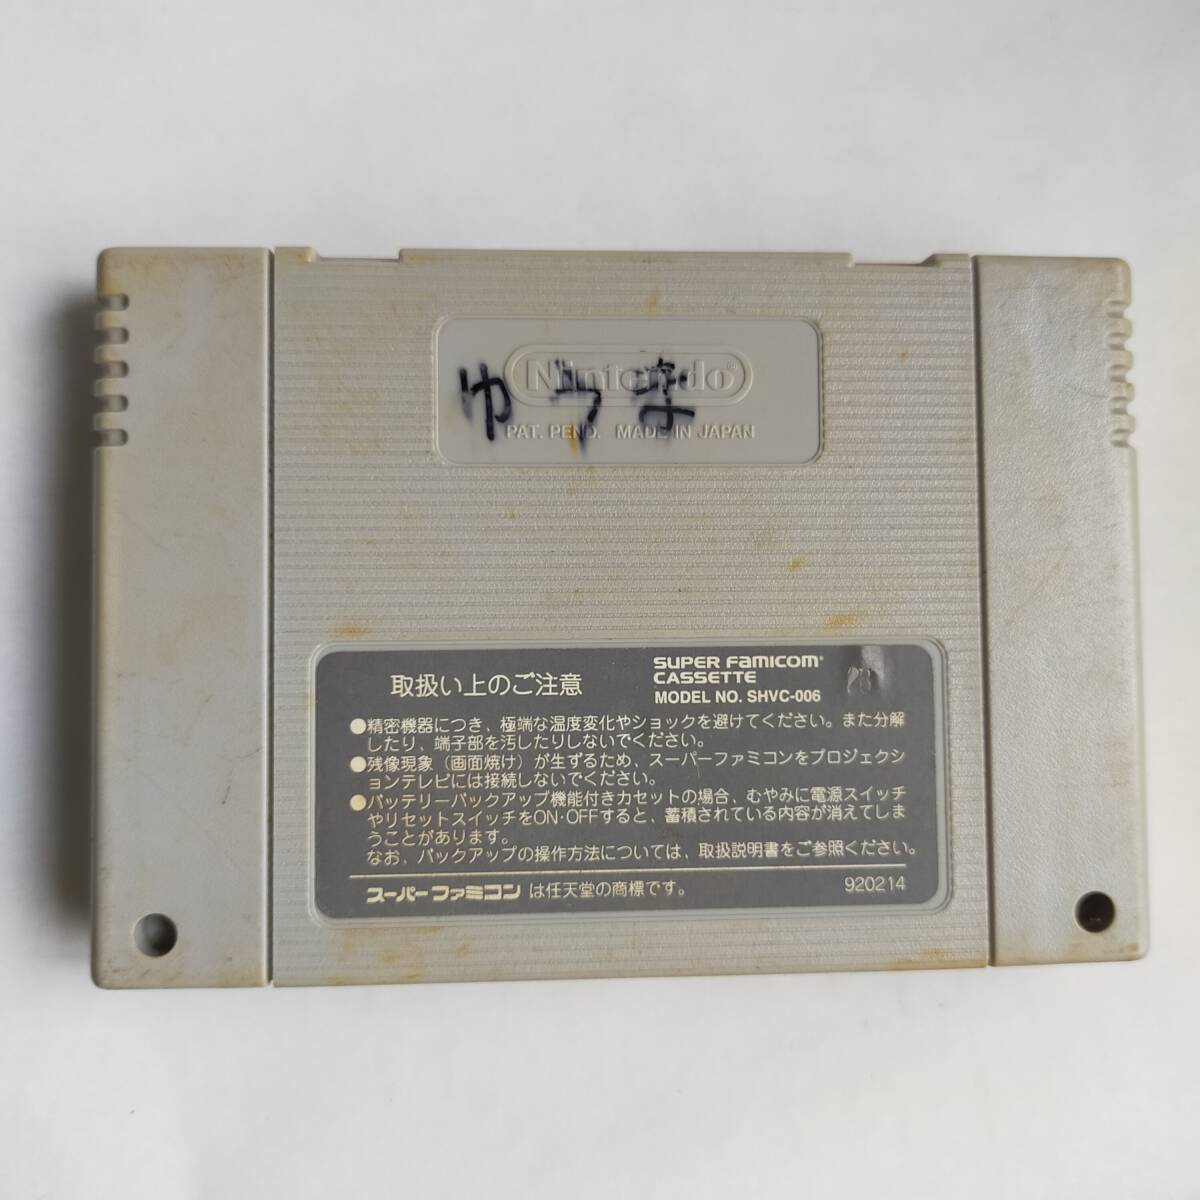 Nintendo®
ゆうき
PAT. PEND. MADE IN JAPAN
取扱い上のご注意
SUPER FAMICOM®
CASSETTE
MODEL NO. SHVC-006
●精密機器につき、極端な温度変化やショックを避けてください。また分解
したり、端子部を汚したりしないでください。
●残像現象（画面焼け）が生ずるため、スーパーファミコンをプロジェクシ
ョンテレビには接続しないでください。
●バッテリーバックアップ機能付きカセットの場合、むやみに電源スイッチ
やリセットスイッチをON・OFFすると、蓄積されている内容が消えてしま
うことがあります。
なお、バックアップの操作方法については、取扱説明書をご参照ください。
スーパーファミコン は任天堂の商標です。
920214